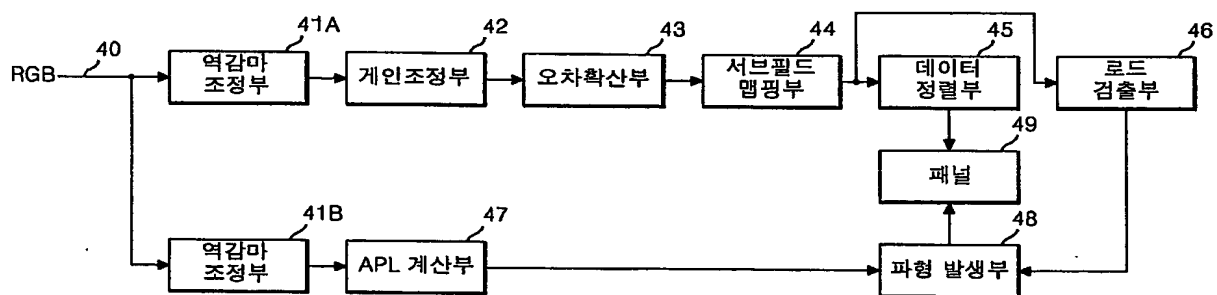 RGB
40
41A
역감마
조정부
42
게인조정부
43
오차확산부
44
서브필드
맵핑부
45
데이터
정렬부
46
로드
검출부
49
패널
41B
역감마
조정부
47
APL 계산부
48
파형 발생부